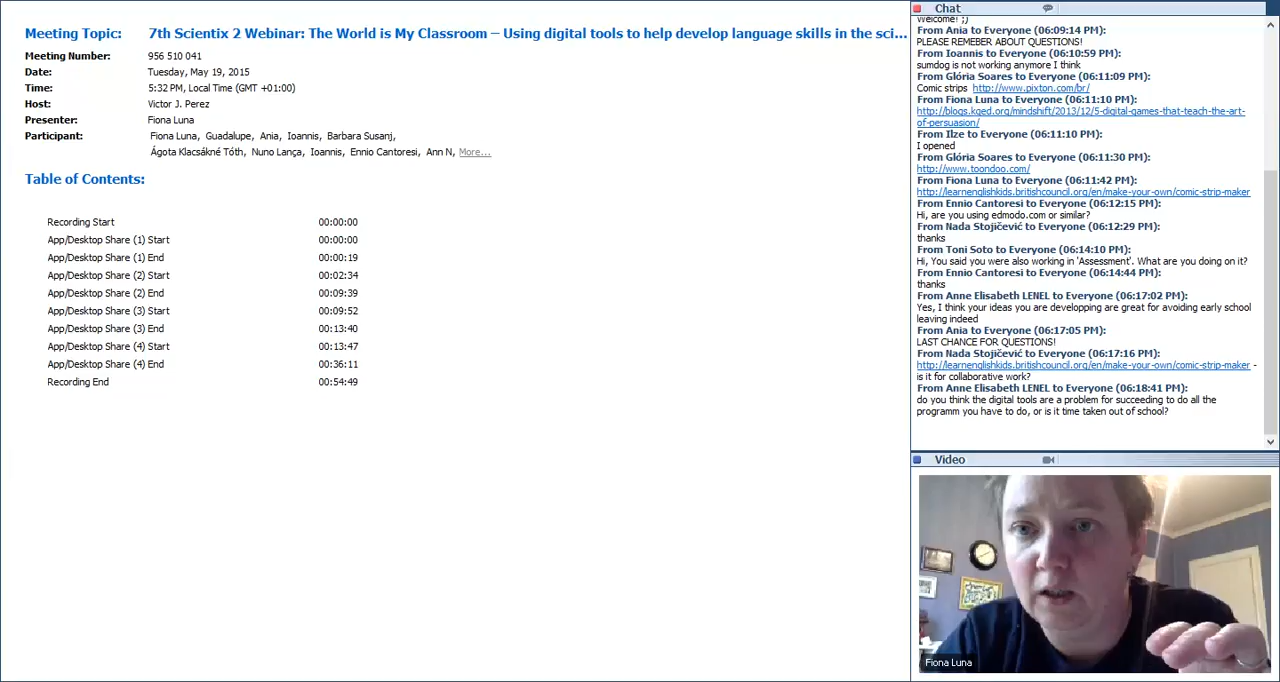 Meeting Topic: 7th Scientix 2 Webinar: The World is My Classroom – Using digital tools to help develop language skills in the sci...
Meeting Number: 956 510 041
Date: Tuesday, May 19, 2015
Time: 5:32 PM, Local Time (GMT +01:00)
Host: Victor J. Perez
Presenter: Fiona Luna
Participant: Fiona Luna, Guadalupe, Ania, Ioannis, Barbara Susanj,
Ágota Klacsákné Tóth, Nuno Lança, Ioannis, Ennio Cantoresi, Ann N, More...
Table of Contents:
Recording Start 00:00:00
App/Desktop Share (1) Start 00:00:00
App/Desktop Share (1) End 00:00:19
App/Desktop Share (2) Start 00:02:34
App/Desktop Share (2) End 00:09:39
App/Desktop Share (3) Start 00:09:52
App/Desktop Share (3) End 00:13:40
App/Desktop Share (4) Start 00:13:47
App/Desktop Share (4) End 00:36:11
Recording End 00:54:49
Chat
Welcome! ;)
From Ania to Everyone (06:09:14 PM):
PLEASE REMEBER ABOUT QUESTIONS!
From Ioannis to Everyone (06:10:59 PM):
sumdog is not working anymore I think
From Glória Soares to Everyone (06:11:09 PM):
Comic strips http://www.pixton.com/br/
From Fiona Luna to Everyone (06:11:10 PM):
http://blogs.kqed.org/mindshift/2013/12/5-digital-games-that-teach-the-art-
of-persuasion/
From Ilze to Everyone (06:11:10 PM):
I opened
From Glória Soares to Everyone (06:11:30 PM):
http://www.toondoo.com/
From Fiona Luna to Everyone (06:11:42 PM):
http://learnenglishkids.britishcouncil.org/en/make-your-own/comic-strip-maker
From Ennio Cantoresi to Everyone (06:12:15 PM):
Hi, are you using edmodo.com or similar?
From Nada Stojičević to Everyone (06:12:29 PM):
thanks
From Toni Soto to Everyone (06:14:10 PM):
Hi, You said you were also working in 'Assessment'. What are you doing on it?
From Ennio Cantoresi to Everyone (06:14:44 PM):
thanks
From Anne Elisabeth LENEL to Everyone (06:17:02 PM):
Yes, I think your ideas you are developping are great for avoiding early school
leaving indeed
From Ania to Everyone (06:17:05 PM):
LAST CHANCE FOR QUESTIONS!
From Nada Stojičević to Everyone (06:17:16 PM):
http://learnenglishkids.britishcouncil.org/en/make-your-own/comic-strip-maker -
is it for collaborative work?
From Anne Elisabeth LENEL to Everyone (06:18:41 PM):
do you think the digital tools are a problem for succeeding to do all the
programm you have to do, or is it time taken out of school?
Video
Fiona Luna